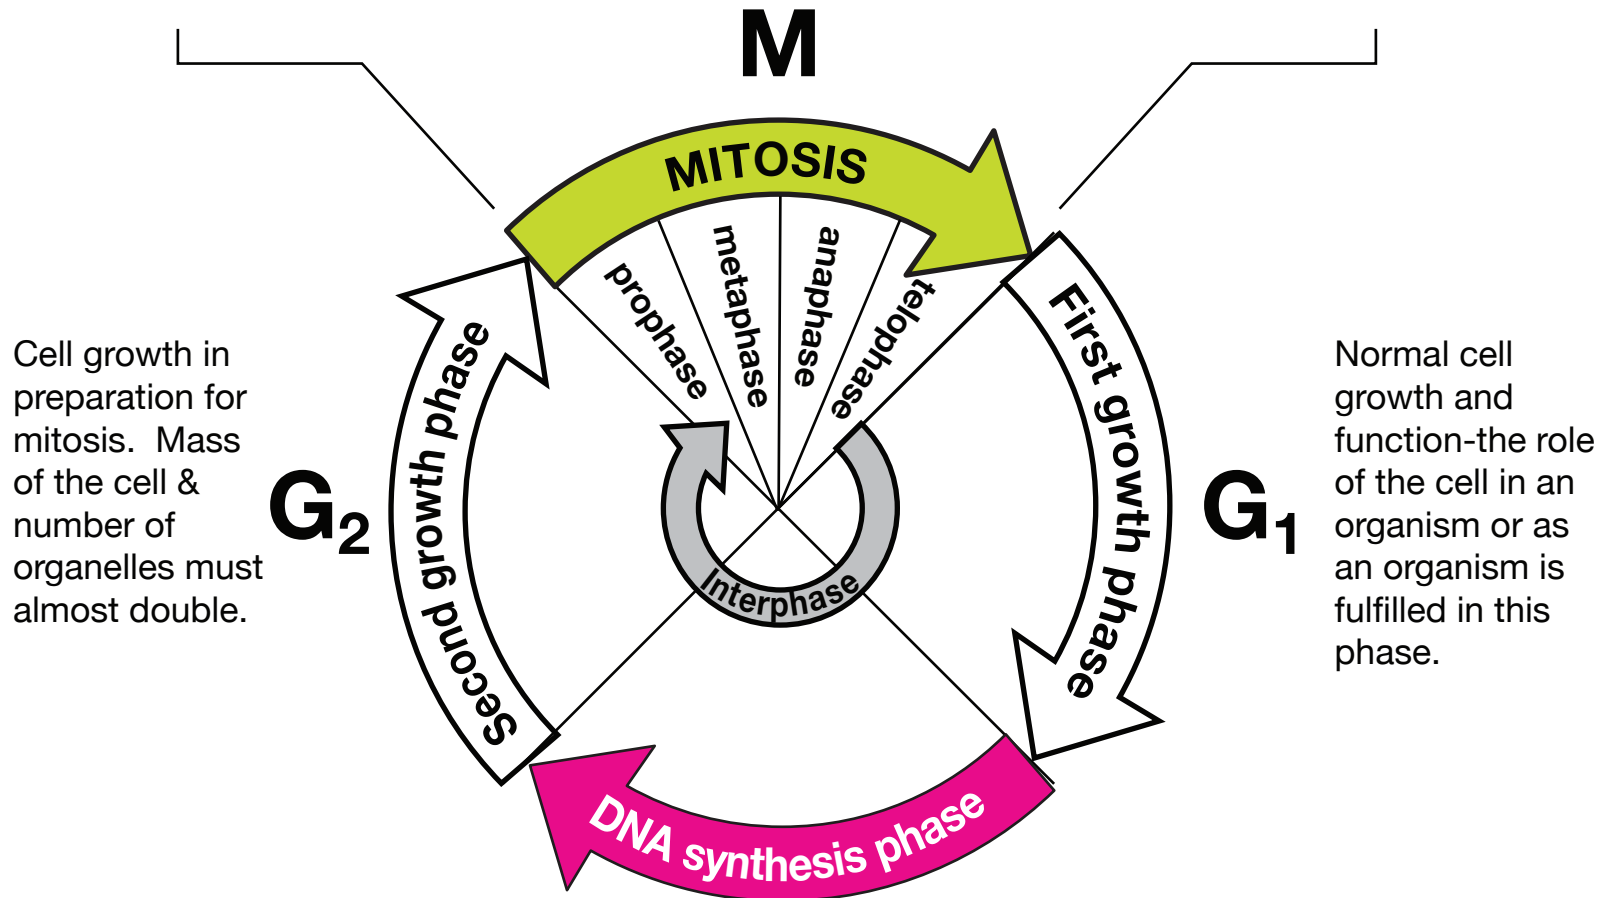 M
MITOSIS
prophase
metaphase
anaphase
telophase
Cell growth in
preparation for
mitosis.  Mass
of the cell &
number of
organelles must
almost double.
G2
Second growth phase
Interphase
First growth phase
G1
Normal cell
growth and
function-the role
of the cell in an
organism or as
an organism is
fulfilled in this
phase.
DNA synthesis phase